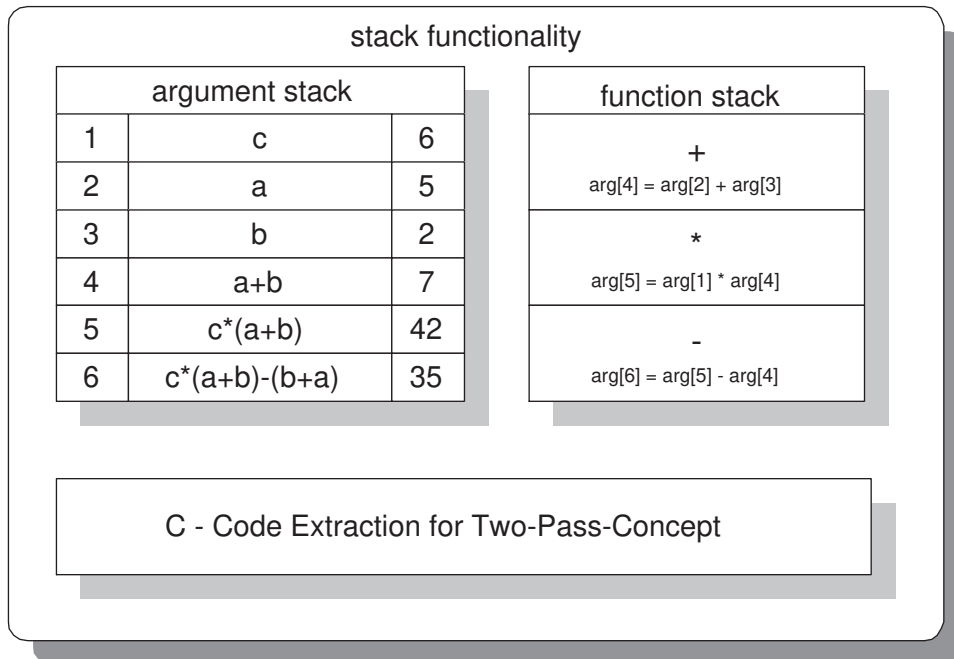 stack functionality
argument stack
1 c 6
2 a 5
3 b 2
4 a+b 7
5 c*(a+b) 42
6 c*(a+b)-(b+a) 35
function stack
+
arg[4] = arg[2] + arg[3]
*
arg[5] = arg[1] * arg[4]
-
arg[6] = arg[5] - arg[4]
C - Code Extraction for Two-Pass-Concept